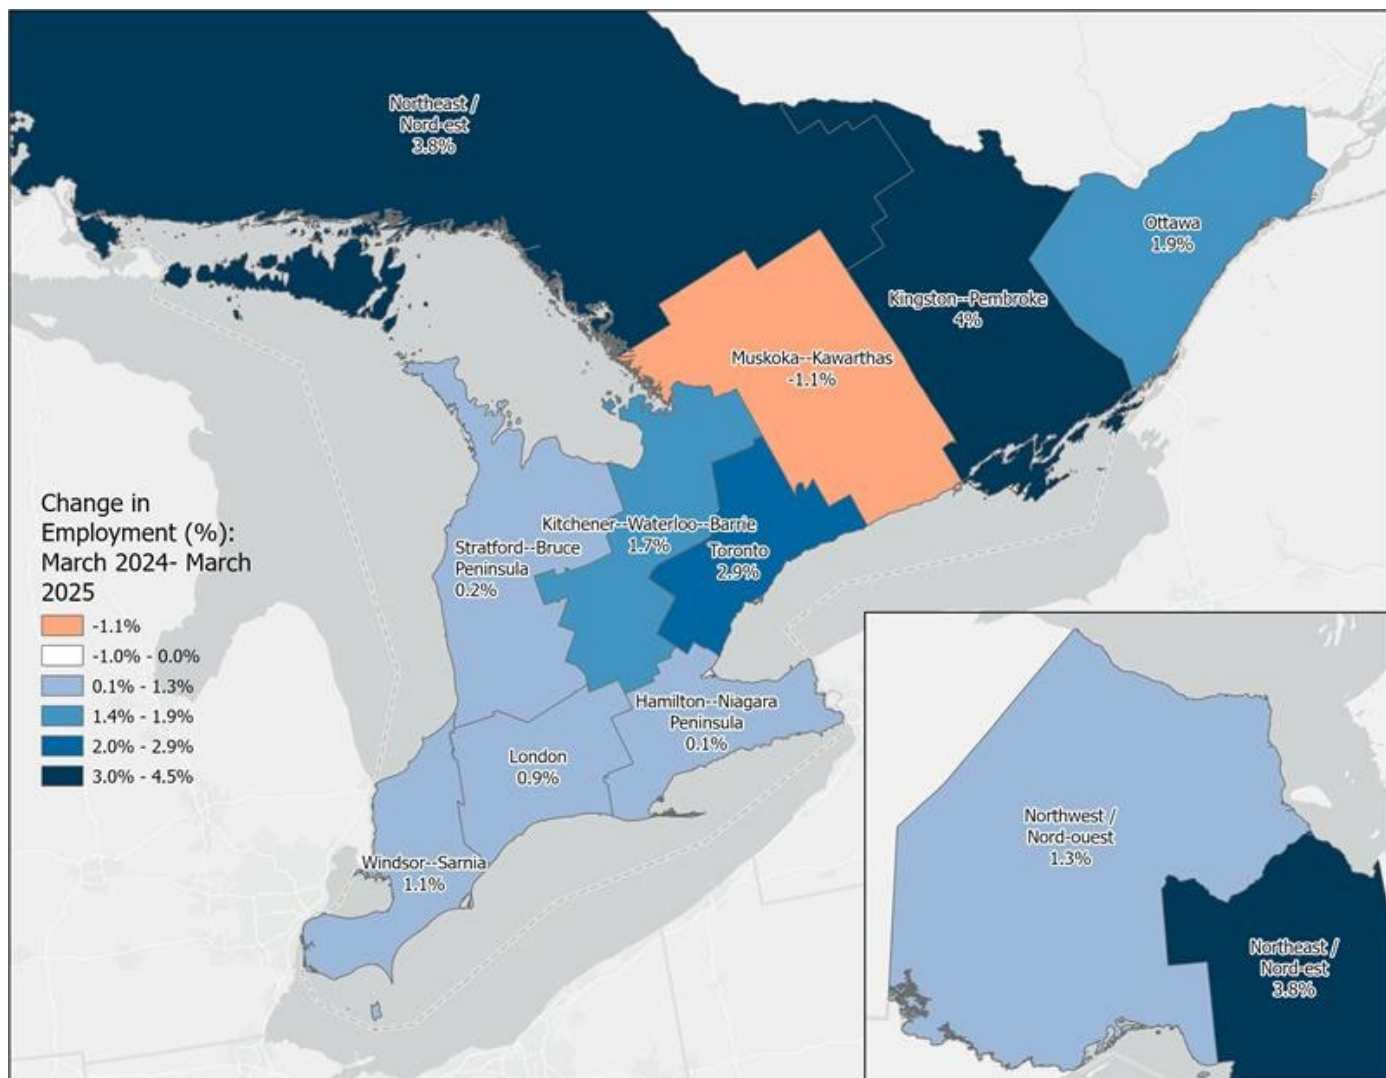 Northeast /
Nord-est
3.8%
Ottawa
1.9%
Kingston--Pembroke
4%
Muskoka--Kawarthas
-1.1%
Kitchener--Waterloo--Barrie
1.7%
Stratford--Bruce
Peninsula
0.2%
Toronto
2.9%
Hamilton--Niagara
Peninsula
0.1%
London
0.9%
Windsor--Sarnia
1.1%
Change in
Employment (%):
March 2024- March
2025
-1.1%
-1.0% - 0.0%
0.1% - 1.3%
1.4% - 1.9%
2.0% - 2.9%
3.0% - 4.5%
Northwest /
Nord-ouest
1.3%
Northeast /
Nord-est
3.8%